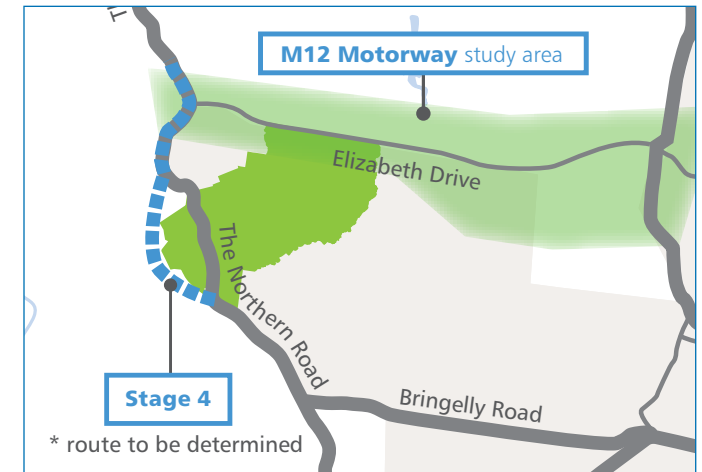 M12 Motorway study area
Elizabeth Drive
The Northern Road
Bringelly Road
Stage 4
* route to be determined